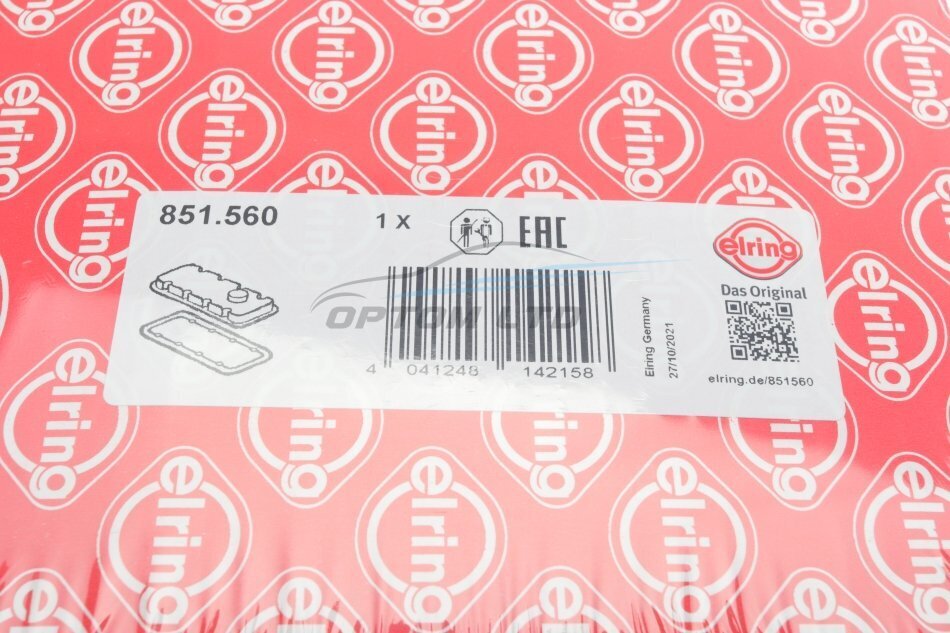 851.560
1 X
EAC
elring
Das Original
OPTOM LTD
4 041248 142158
Elring Germany
27/10/2021
elring.de/851560